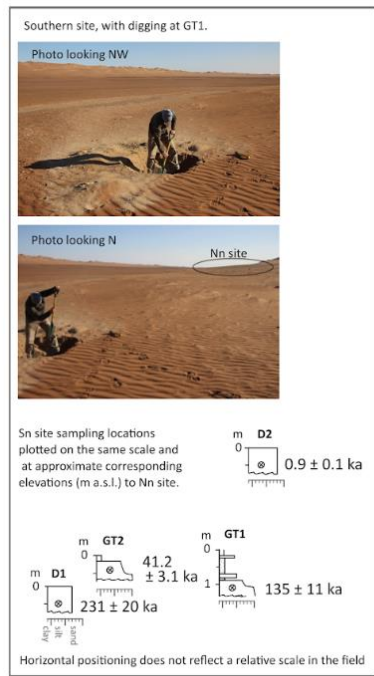 Southern site, with digging at GT1.
Photo looking NW
Photo looking N
Nn site
Sn site sampling locations
plotted on the same scale and
at approximate corresponding
elevations (m a.s.l.) to Nn site.
m D2
0
0.9 ± 0.1 ka
m GT2
0
41.2
± 3.1 ka
m GT1
0
1
135 ± 11 ka
m D1
0
231 ± 20 ka
clay
silt
sand
Horizontal positioning does not reflect a relative scale in the field